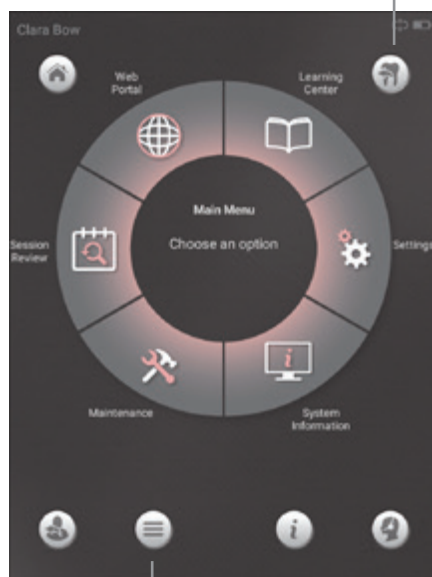 Clara Bow
Web
Portal
Learning
Center
Main Menu
Choose an option
Session
Review
Settings
Maintenance
System
Information